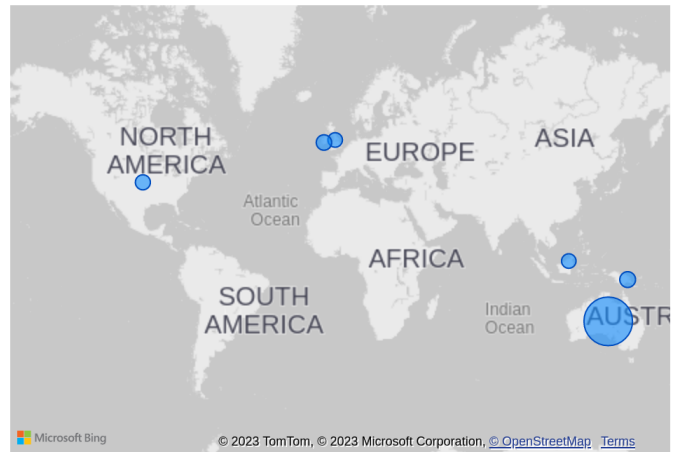 NORTH
AMERICA
EUROPE
ASIA
Atlantic
Ocean
AFRICA
SOUTH
AMERICA
Indian
Ocean
AUSTR
Microsoft Bing
© 2023 TomTom, © 2023 Microsoft Corporation, © OpenStreetMap Terms